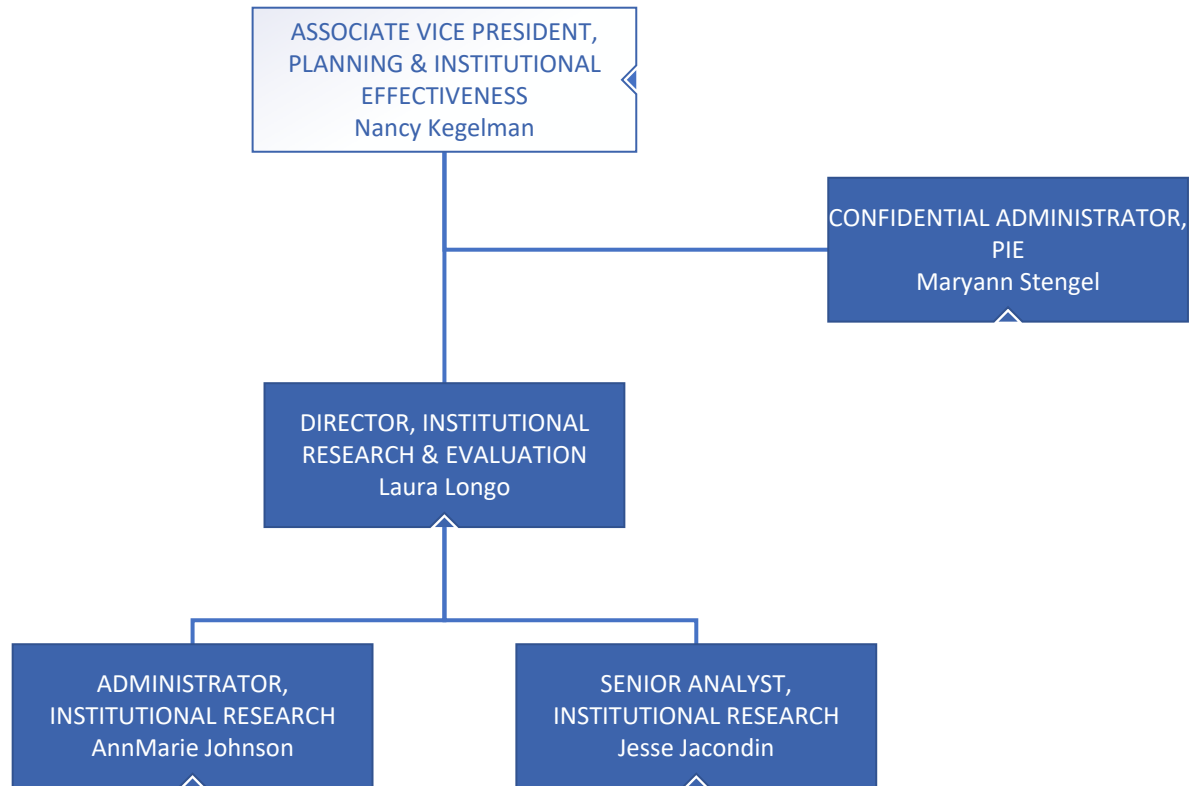 ASSOCIATE VICE PRESIDENT,
PLANNING & INSTITUTIONAL
EFFECTIVENESS
Nancy Kegelman
CONFIDENTIAL ADMINISTRATOR,
PIE
Maryann Stengel
DIRECTOR, INSTITUTIONAL
RESEARCH & EVALUATION
Laura Longo
ADMINISTRATOR,
INSTITUTIONAL RESEARCH
AnnMarie Johnson
SENIOR ANALYST,
INSTITUTIONAL RESEARCH
Jesse Jacondin